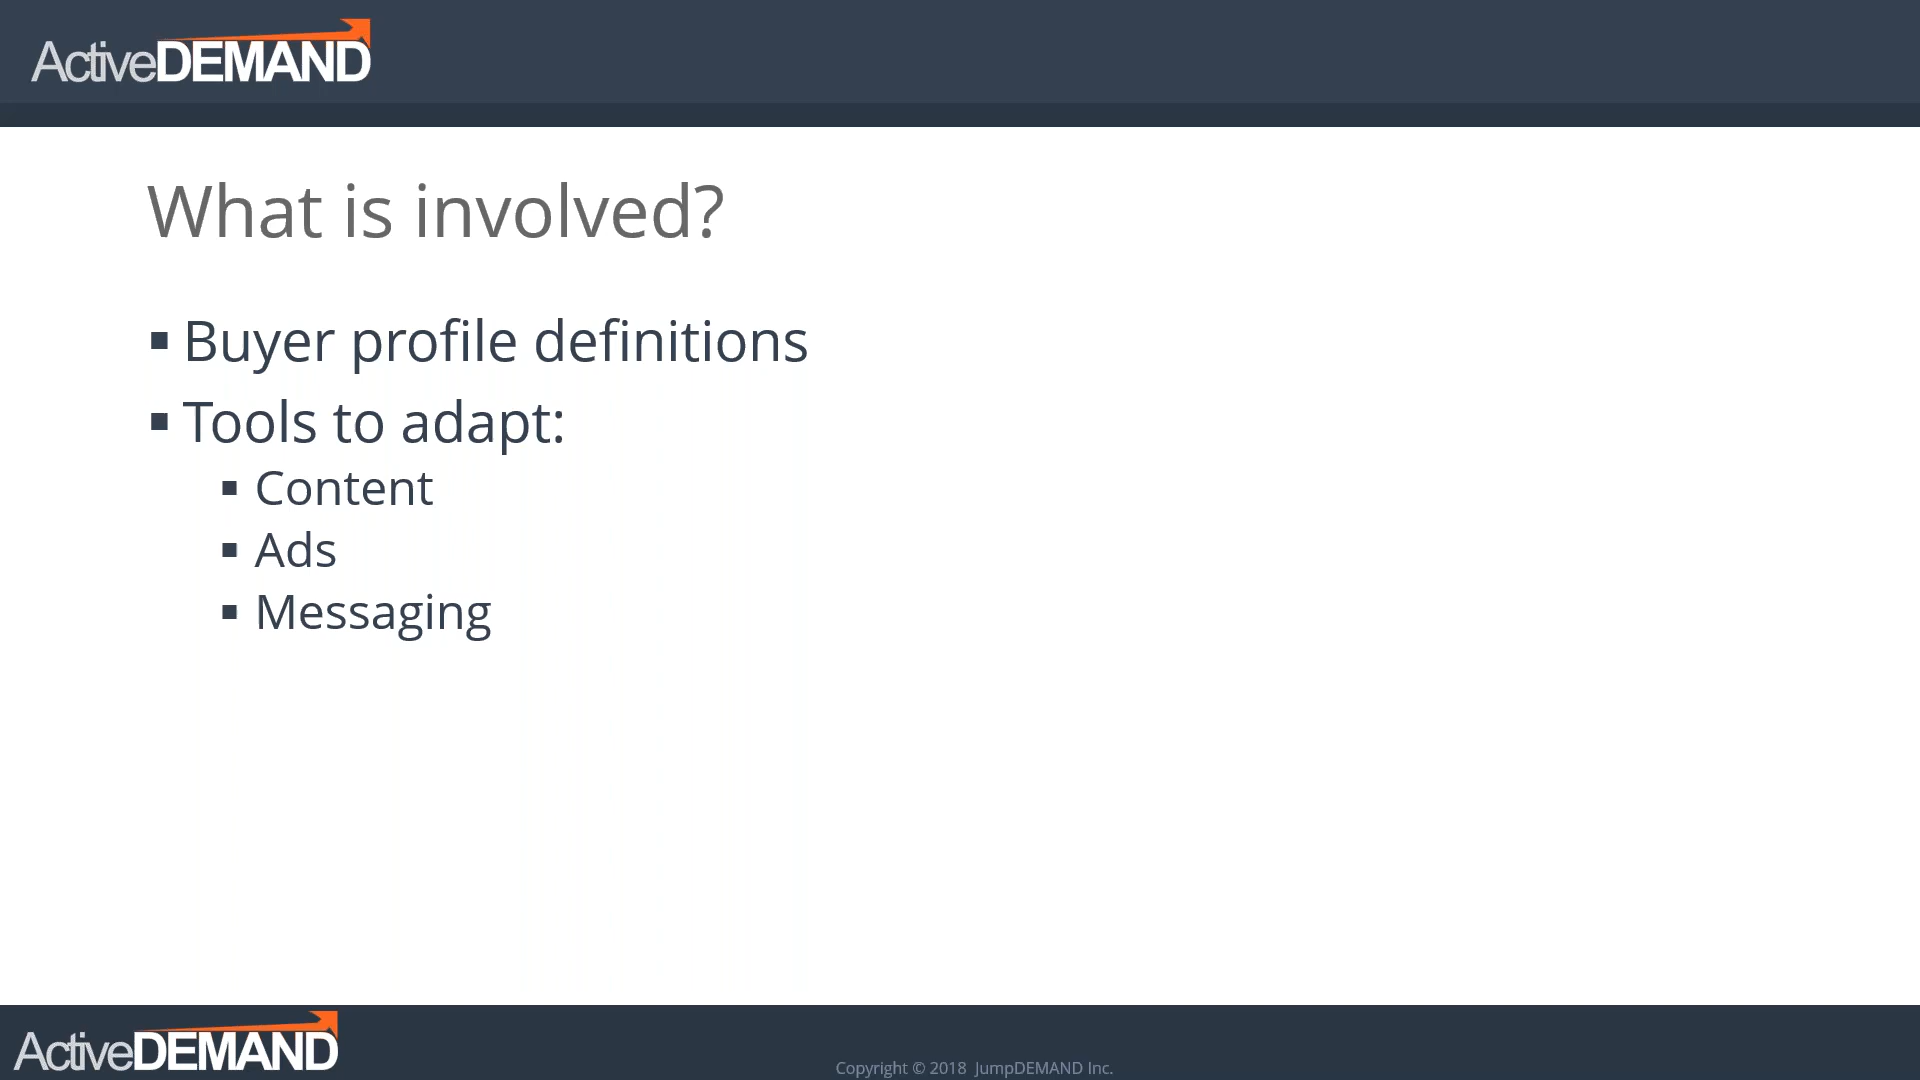 ActiveDEMAND
What is involved?
▪ Buyer profile definitions
▪ Tools to adapt:
▪ Content
▪ Ads
▪ Messaging
ActiveDEMAND
Copyright © 2018 JumpDEMAND Inc.